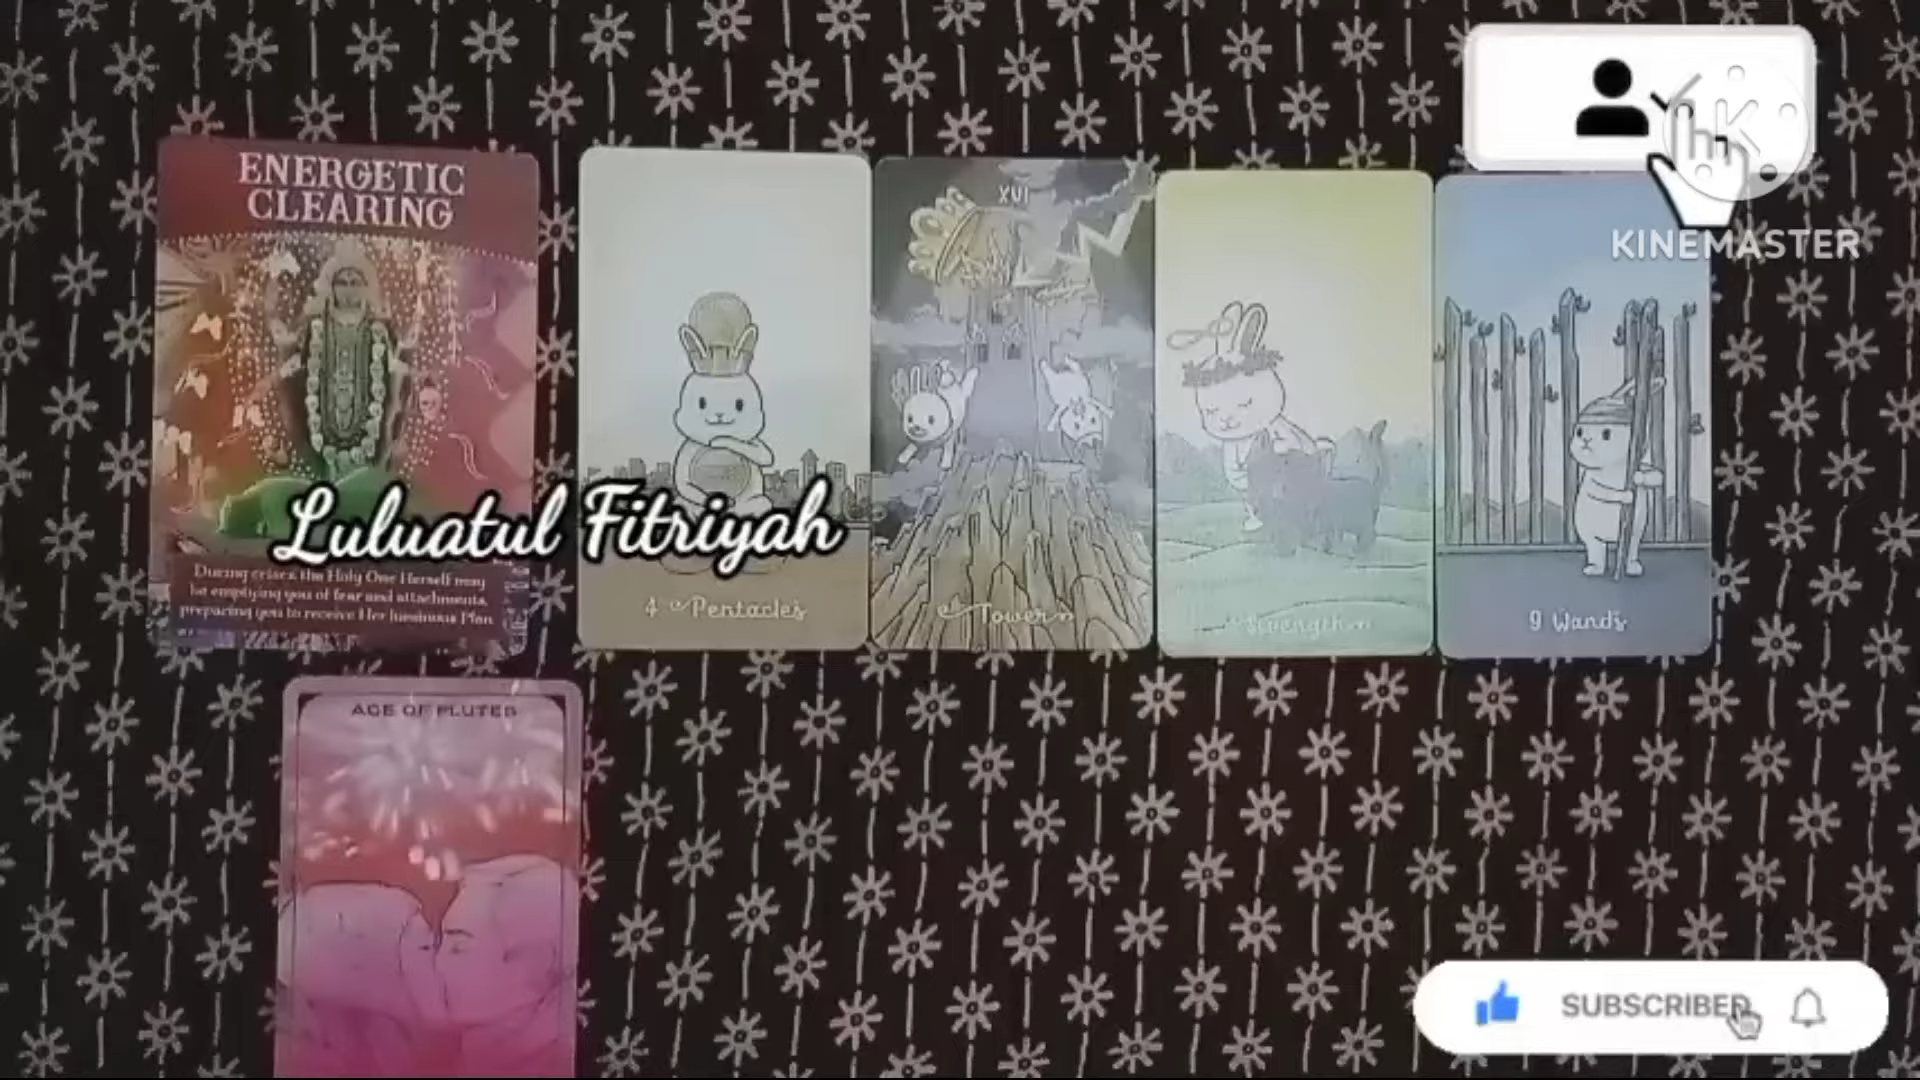 ENERGETIC
CLEARING
XVI
KINEMASTER
Luluatul Fitriyah
During crises the Holy One Herself may
be emptying you of fear and attachments,
preparing you to receive Her luminous Plan
4 Pentacles
Tower
Strength
9 Wands
AGE OF FLUTES
SUBSCRIBED